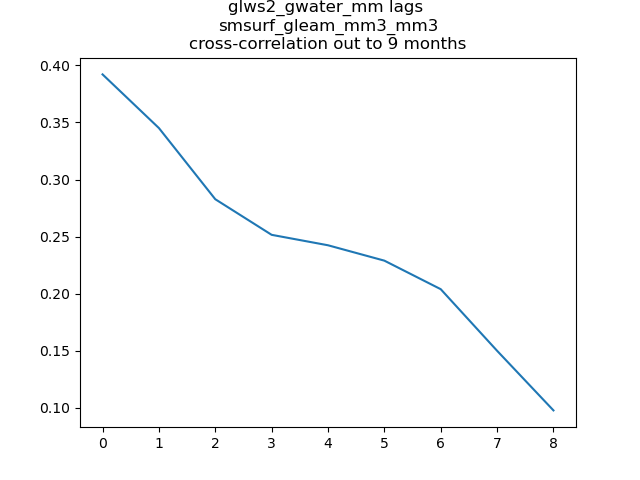 glws2_gwater_mm lags
smsurf_gleam_mm3_mm3
cross-correlation out to 9 months
0.40
0.35
0.30
0.25
0.20
0.15
0.10
0 1 2 3 4 5 6 7 8